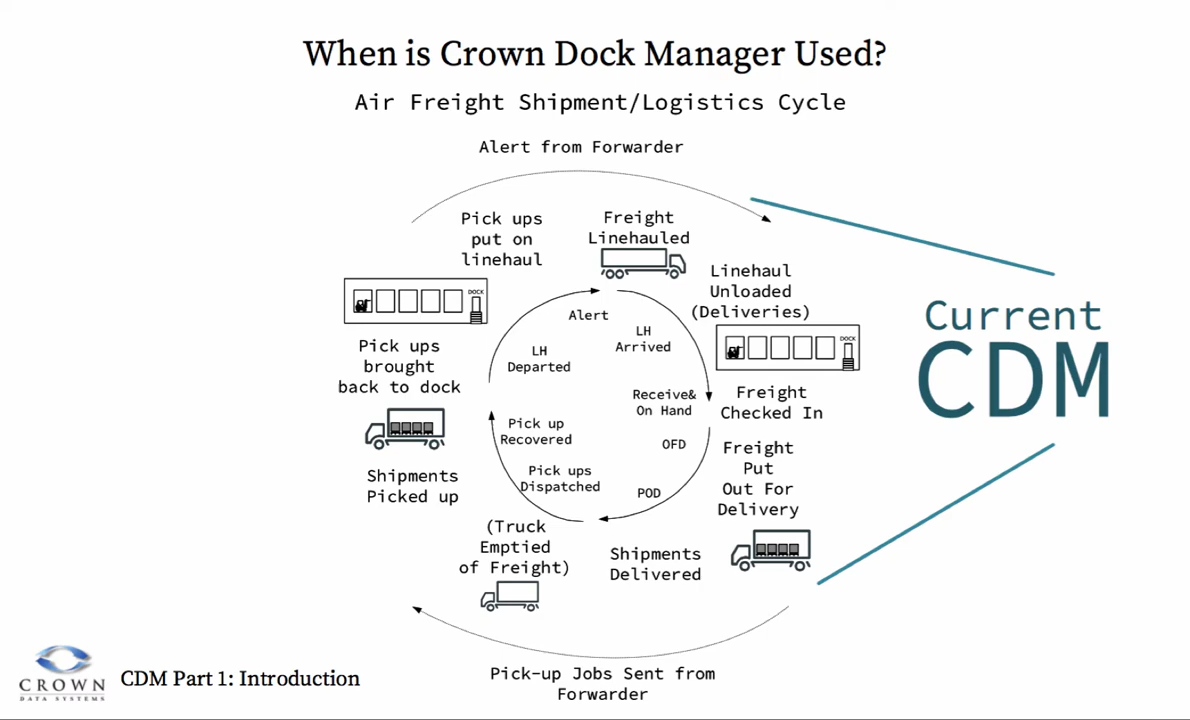 When is Crown Dock Manager Used?
Air Freight Shipment/Logistics Cycle
Alert from Forwarder
Pick ups
put on
linehaul
Freight
Linehauled
Linehaul
Unloaded
(Deliveries)
DOCK
DOCK
Alert
LH
Arrived
LH
Departed
Current
CDM
Pick ups
brought
back to dock
Receive&
On Hand
Freight
Checked In
Pick up
Recovered
OFD
Freight
Put
Out For
Delivery
Shipments
Picked up
Pick ups
Dispatched
POD
(Truck
Emptied
of Freight)
Shipments
Delivered
CROWN
DATA SYSTEMS
CDM Part 1: Introduction
Pick-up Jobs Sent from
Forwarder